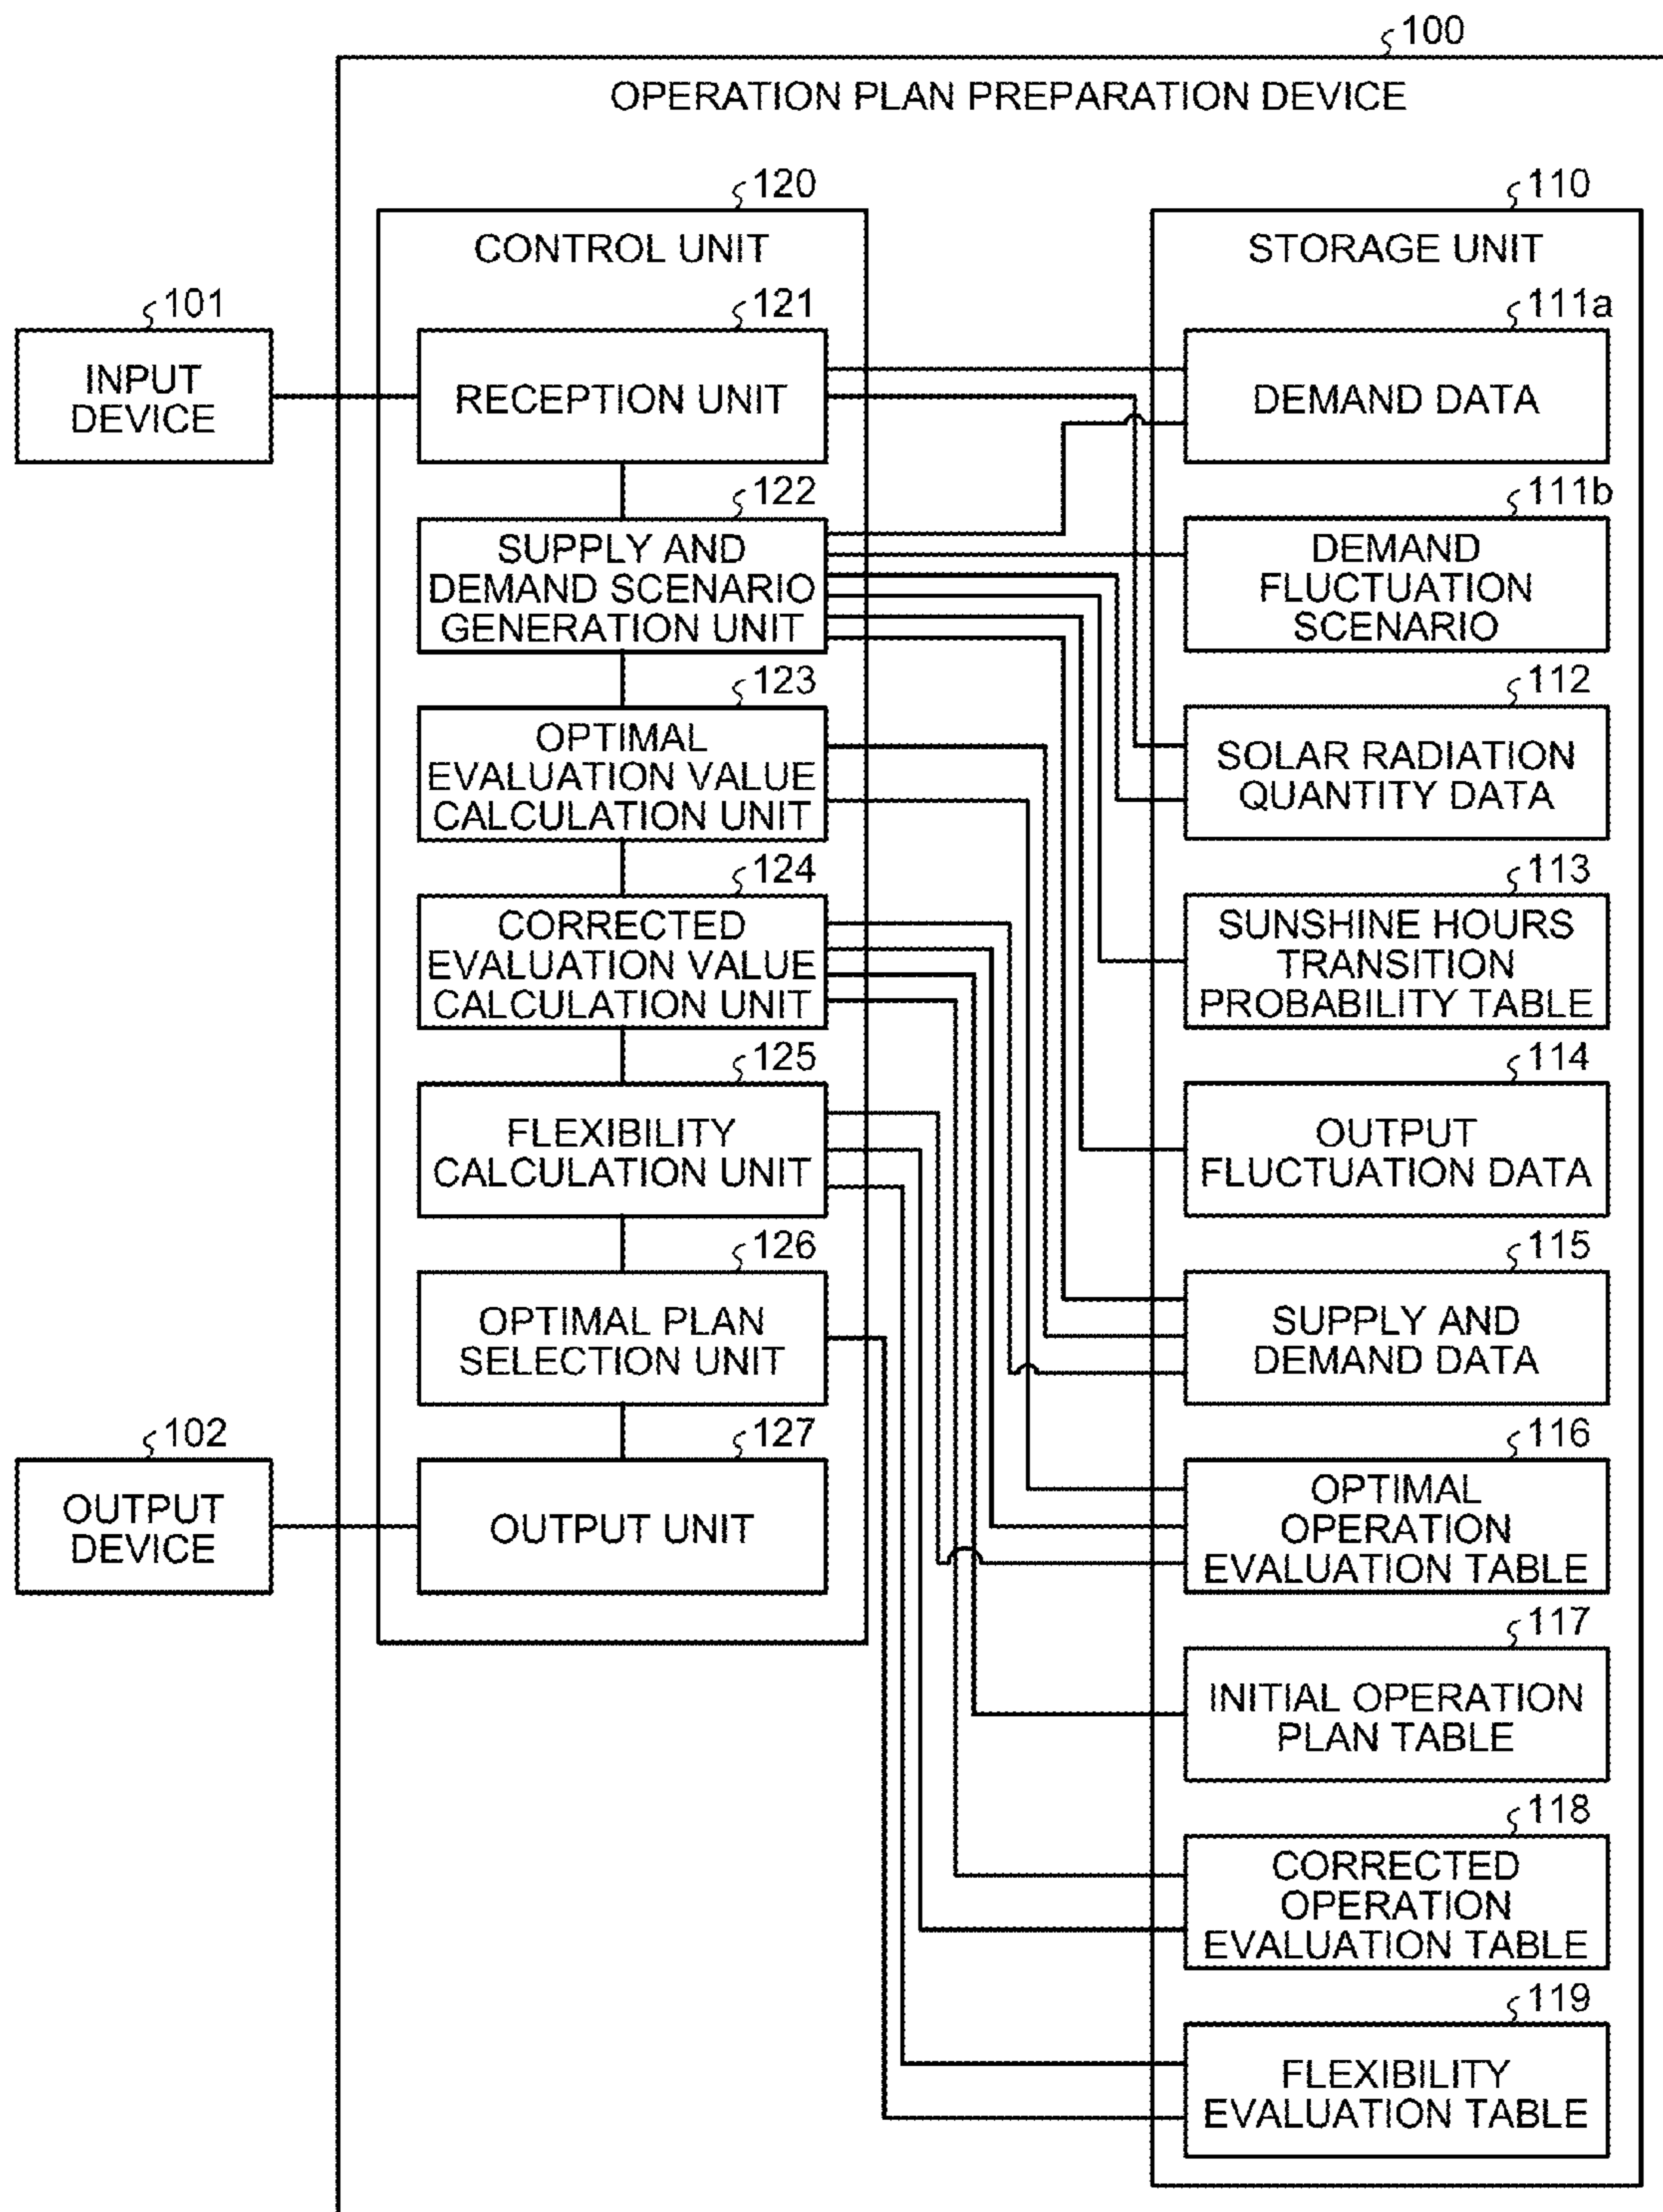 100
OPERATION PLAN PREPARATION DEVICE
120
CONTROL UNIT
110
STORAGE UNIT
101
INPUT
DEVICE
121
RECEPTION UNIT
122
SUPPLY AND
DEMAND SCENARIO
GENERATION UNIT
123
OPTIMAL
EVALUATION VALUE
CALCULATION UNIT
124
CORRECTED
EVALUATION VALUE
CALCULATION UNIT
125
FLEXIBILITY
CALCULATION UNIT
126
OPTIMAL PLAN
SELECTION UNIT
102
OUTPUT
DEVICE
127
OUTPUT UNIT
111a
DEMAND DATA
111b
DEMAND
FLUCTUATION
SCENARIO
112
SOLAR RADIATION
QUANTITY DATA
113
SUNSHINE HOURS
TRANSITION
PROBABILITY TABLE
114
OUTPUT
FLUCTUATION DATA
115
SUPPLY AND
DEMAND DATA
116
OPTIMAL
OPERATION
EVALUATION TABLE
117
INITIAL OPERATION
PLAN TABLE
118
CORRECTED
OPERATION
EVALUATION TABLE
119
FLEXIBILITY
EVALUATION TABLE